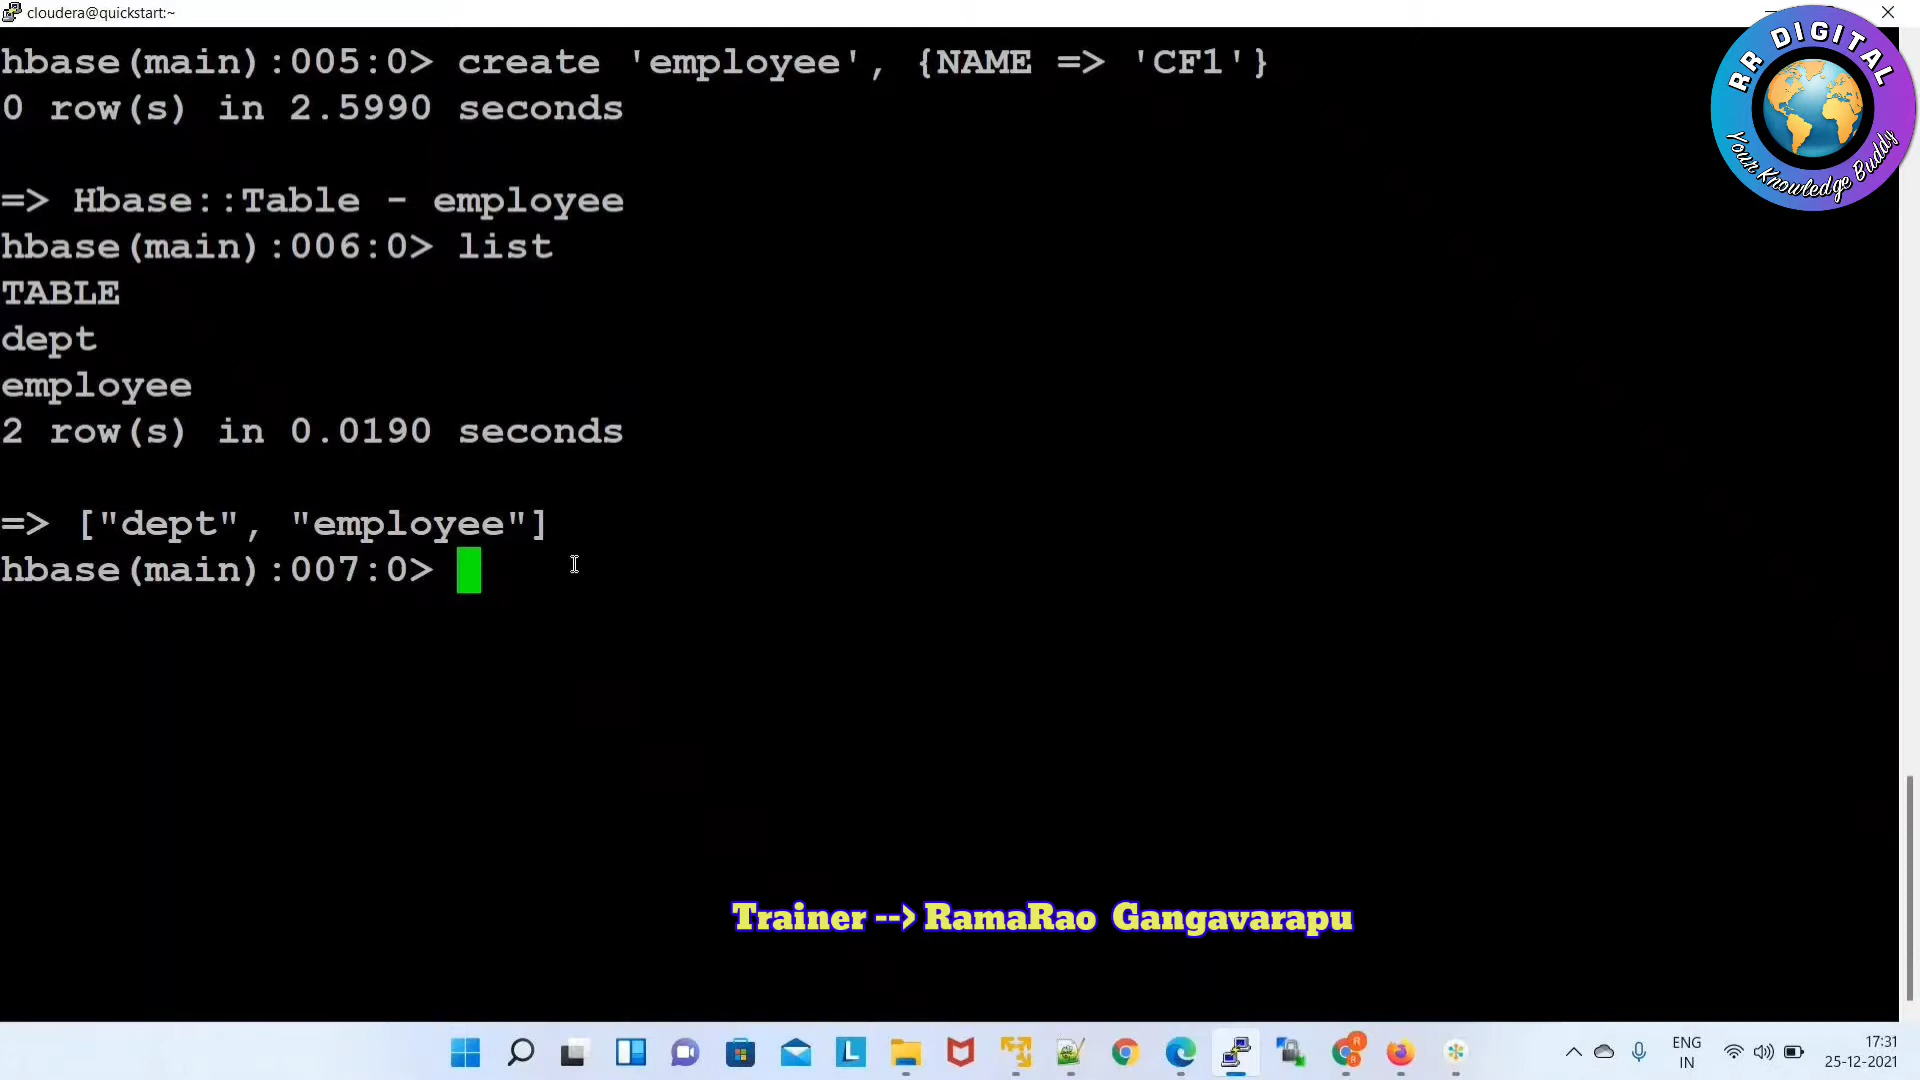 cloudera@quickstart:~
hbase(main):005:0> create 'employee', {NAME => 'CF1'}
0 row(s) in 2.5990 seconds
=> Hbase::Table - employee
hbase(main):006:0> list
TABLE
dept
employee
2 row(s) in 0.0190 seconds
=> ["dept", "employee"]
hbase(main):007:0>
RR DIGITAL
Your Knowledge Buddy
Trainer --> RamaRao Gangavarapu
L
ENG
IN
17:31
25-12-2021